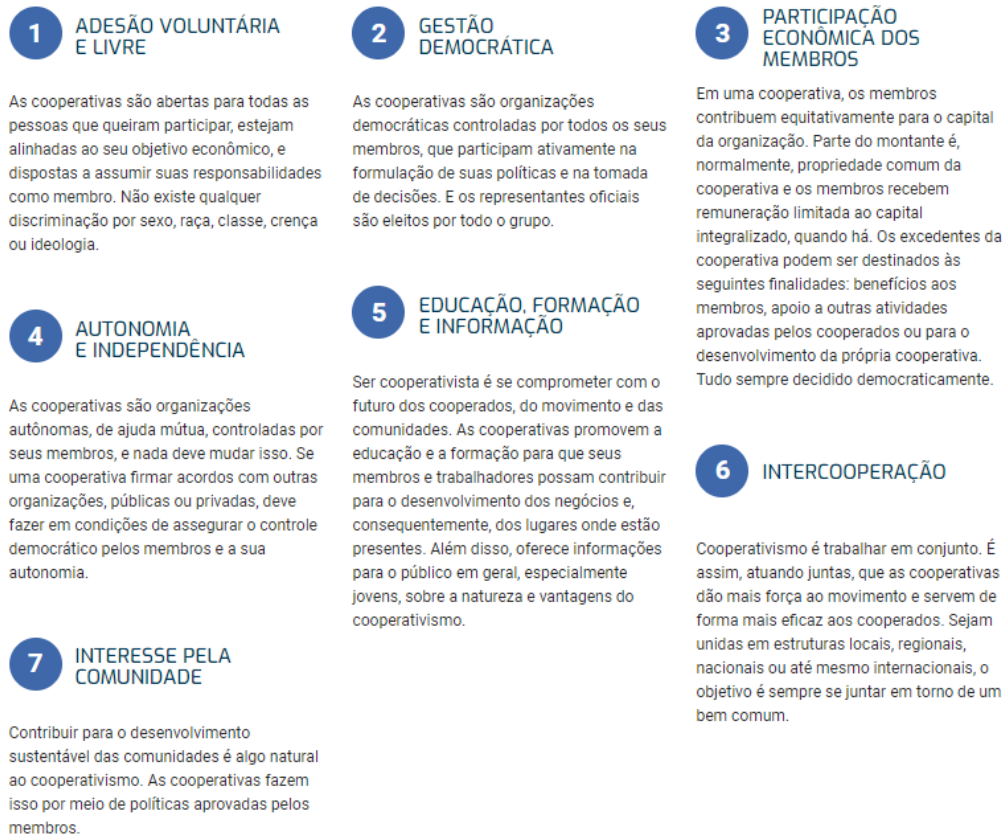 1
ADESÃO VOLUNTÁRIA
E LIVRE
As cooperativas são abertas para todas as
pessoas que queiram participar, estejam
alinhadas ao seu objetivo econômico, e
dispostas a assumir suas responsabilidades
como membro. Não existe qualquer
discriminação por sexo, raça, classe, crença
ou ideologia.
2
GESTÃO
DEMOCRÁTICA
As cooperativas são organizações
democráticas controladas por todos os seus
membros, que participam ativamente na
formulação de suas políticas e na tomada
de decisões. E os representantes oficiais
são eleitos por todo o grupo.
3
PARTICIPAÇÃO
ECONÔMICA DOS
MEMBROS
Em uma cooperativa, os membros
contribuem equitativamente para o capital
da organização. Parte do montante é,
normalmente, propriedade comum da
cooperativa e os membros recebem
remuneração limitada ao capital
integralizado, quando há. Os excedentes da
cooperativa podem ser destinados às
seguintes finalidades: benefícios aos
membros, apoio a outras atividades
aprovadas pelos cooperados ou para o
desenvolvimento da própria cooperativa.
Tudo sempre decidido democraticamente.
4
AUTONOMIA
E INDEPENDÊNCIA
As cooperativas são organizações
autônomas, de ajuda mútua, controladas por
seus membros, e nada deve mudar isso. Se
uma cooperativa firmar acordos com outras
organizações, públicas ou privadas, deve
fazer em condições de assegurar o controle
democrático pelos membros e a sua
autonomia.
5
EDUCAÇÃO, FORMAÇÃO
E INFORMAÇÃO
Ser cooperativista é se comprometer com o
futuro dos cooperados, do movimento e das
comunidades. As cooperativas promovem a
educação e a formação para que seus
membros e trabalhadores possam contribuir
para o desenvolvimento dos negócios e,
consequentemente, dos lugares onde estão
presentes. Além disso, oferece informações
para o público em geral, especialmente
jovens, sobre a natureza e vantagens do
cooperativismo.
6
INTERCOOPERAÇÃO
Cooperativismo é trabalhar em conjunto. É
assim, atuando juntas, que as cooperativas
dão mais força ao movimento e servem de
forma mais eficaz aos cooperados. Sejam
unidas em estruturas locais, regionais,
nacionais ou até mesmo internacionais, o
objetivo é sempre se juntar em torno de um
bem comum.
7
INTERESSE PELA
COMUNIDADE
Contribuir para o desenvolvimento
sustentável das comunidades é algo natural
ao cooperativismo. As cooperativas fazem
isso por meio de políticas aprovadas pelos
membros.